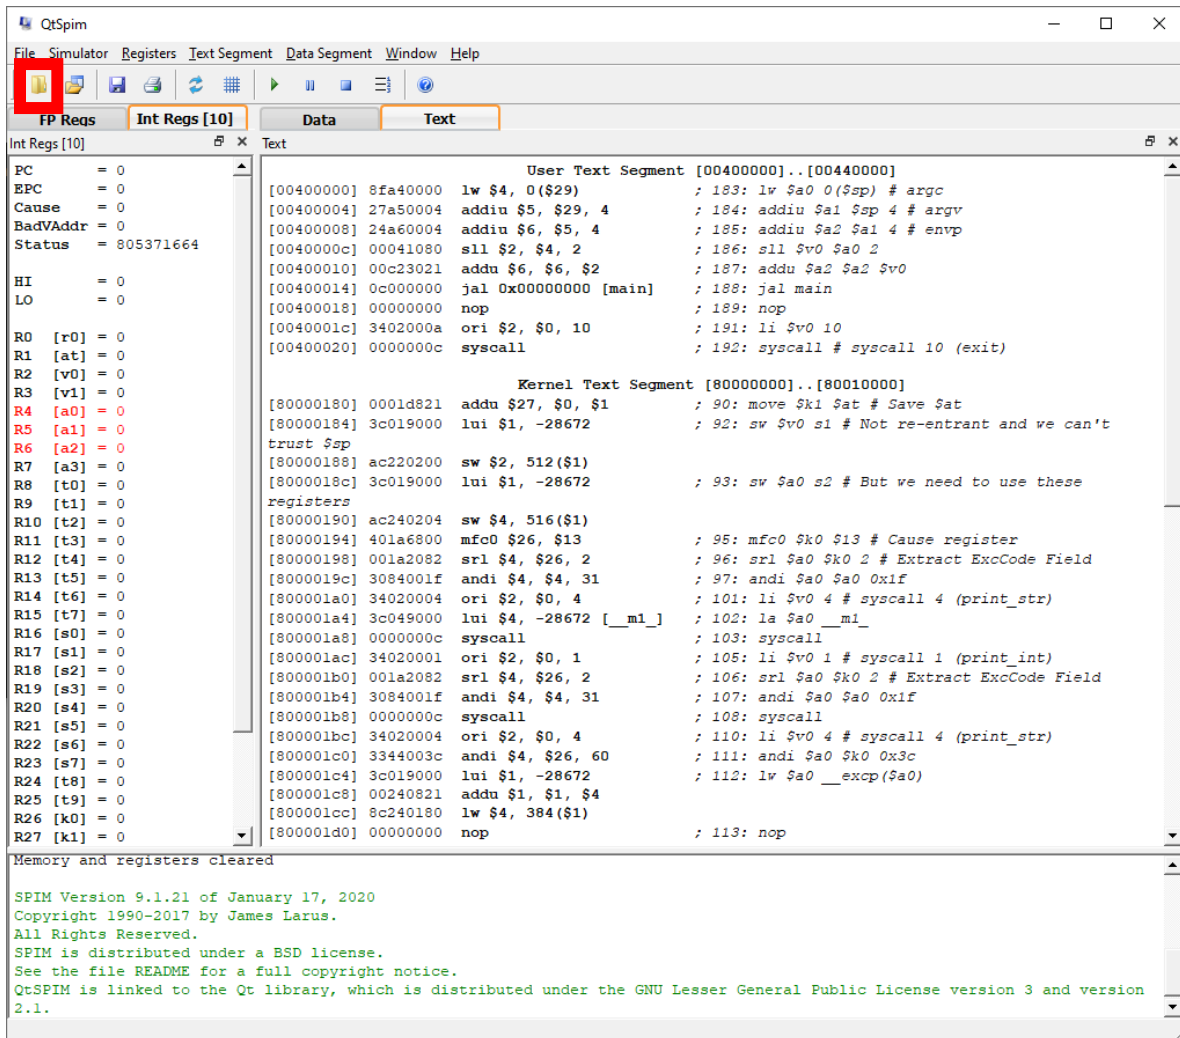 QtSpim
File Simulator Registers Text Segment Data Segment Window Help
FP Regs Int Regs [10] Data Text
Int Regs [10]
PC = 0
EPC = 0
Cause = 0
BadVAddr = 0
Status = 805371664
HI = 0
LO = 0
R0 [r0] = 0
R1 [at] = 0
R2 [v0] = 0
R3 [v1] = 0
R4 [a0] = 0
R5 [a1] = 0
R6 [a2] = 0
R7 [a3] = 0
R8 [t0] = 0
R9 [t1] = 0
R10 [t2] = 0
R11 [t3] = 0
R12 [t4] = 0
R13 [t5] = 0
R14 [t6] = 0
R15 [t7] = 0
R16 [s0] = 0
R17 [s1] = 0
R18 [s2] = 0
R19 [s3] = 0
R20 [s4] = 0
R21 [s5] = 0
R22 [s6] = 0
R23 [s7] = 0
R24 [t8] = 0
R25 [t9] = 0
R26 [k0] = 0
R27 [k1] = 0
Text
User Text Segment [00400000]..[00440000]
[00400000] 8fa40000 lw $4, 0($29) ; 183: lw $a0 0($sp) # argc
[00400004] 27a50004 addiu $5, $29, 4 ; 184: addiu $a1 $sp 4 # argv
[00400008] 24a60004 addiu $6, $5, 4 ; 185: addiu $a2 $a1 4 # envp
[0040000c] 00041080 sll $2, $4, 2 ; 186: sll $v0 $a0 2
[00400010] 00c23021 addu $6, $6, $2 ; 187: addu $a2 $a2 $v0
[00400014] 0c000000 jal 0x00000000 [main] ; 188: jal main
[00400018] 00000000 nop ; 189: nop
[0040001c] 3402000a ori $2, $0, 10 ; 191: li $v0 10
[00400020] 0000000c syscall ; 192: syscall # syscall 10 (exit)
Kernel Text Segment [80000000]..[80010000]
[80000180] 0001d821 addu $27, $0, $1 ; 90: move $k1 $at # Save $at
[80000184] 3c019000 lui $1, -28672 ; 92: sw $v0 s1 # Not re-entrant and we can't
trust $sp
[80000188] ac220200 sw $2, 512($1)
[8000018c] 3c019000 lui $1, -28672 ; 93: sw $a0 s2 # But we need to use these
registers
[80000190] ac240204 sw $4, 516($1)
[80000194] 401a6800 mfc0 $26, $13 ; 95: mfc0 $k0 $13 # Cause register
[80000198] 001a2082 srl $4, $26, 2 ; 96: srl $a0 $k0 2 # Extract ExcCode Field
[8000019c] 3084001f andi $4, $4, 31 ; 97: andi $a0 $a0 0x1f
[800001a0] 34020004 ori $2, $0, 4 ; 101: li $v0 4 # syscall 4 (print_str)
[800001a4] 3c049000 lui $4, -28672 [__m1_] ; 102: la $a0 __m1_
[800001a8] 0000000c syscall ; 103: syscall
[800001ac] 34020001 ori $2, $0, 1 ; 105: li $v0 1 # syscall 1 (print_int)
[800001b0] 001a2082 srl $4, $26, 2 ; 106: srl $a0 $k0 2 # Extract ExcCode Field
[800001b4] 3084001f andi $4, $4, 31 ; 107: andi $a0 $a0 0x1f
[800001b8] 0000000c syscall ; 108: syscall
[800001bc] 34020004 ori $2, $0, 4 ; 110: li $v0 4 # syscall 4 (print_str)
[800001c0] 3344003c andi $4, $26, 60 ; 111: andi $a0 $k0 0x3c
[800001c4] 3c019000 lui $1, -28672 ; 112: lw $a0 __excp($a0)
[800001c8] 00240821 addu $1, $1, $4
[800001cc] 8c240180 lw $4, 384($1)
[800001d0] 00000000 nop ; 113: nop
Memory and registers cleared
SPIM Version 9.1.21 of January 17, 2020
Copyright 1990-2017 by James Larus.
All Rights Reserved.
SPIM is distributed under a BSD license.
See the file README for a full copyright notice.
QtSPIM is linked to the Qt library, which is distributed under the GNU Lesser General Public License version 3 and version
2.1.